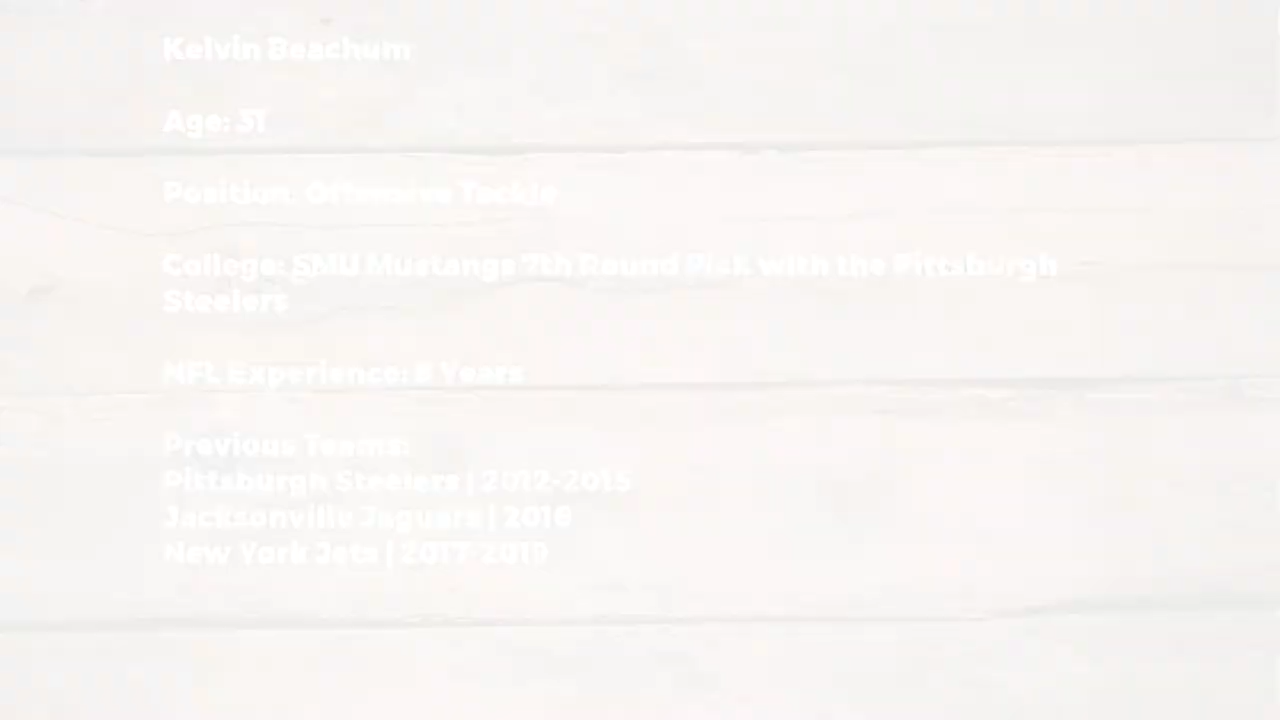 Kelvin Beachum
Age: 31
Position: Offensive Tackle
College: SMU Mustangs 7th Round Pick with the Pittsburgh
Steelers
NFL Experience: 8 Years
Previous Teams:
Pittsburgh Steelers | 2012-2015
Jacksonville Jaguars | 2016
New York Jets | 2017-2019